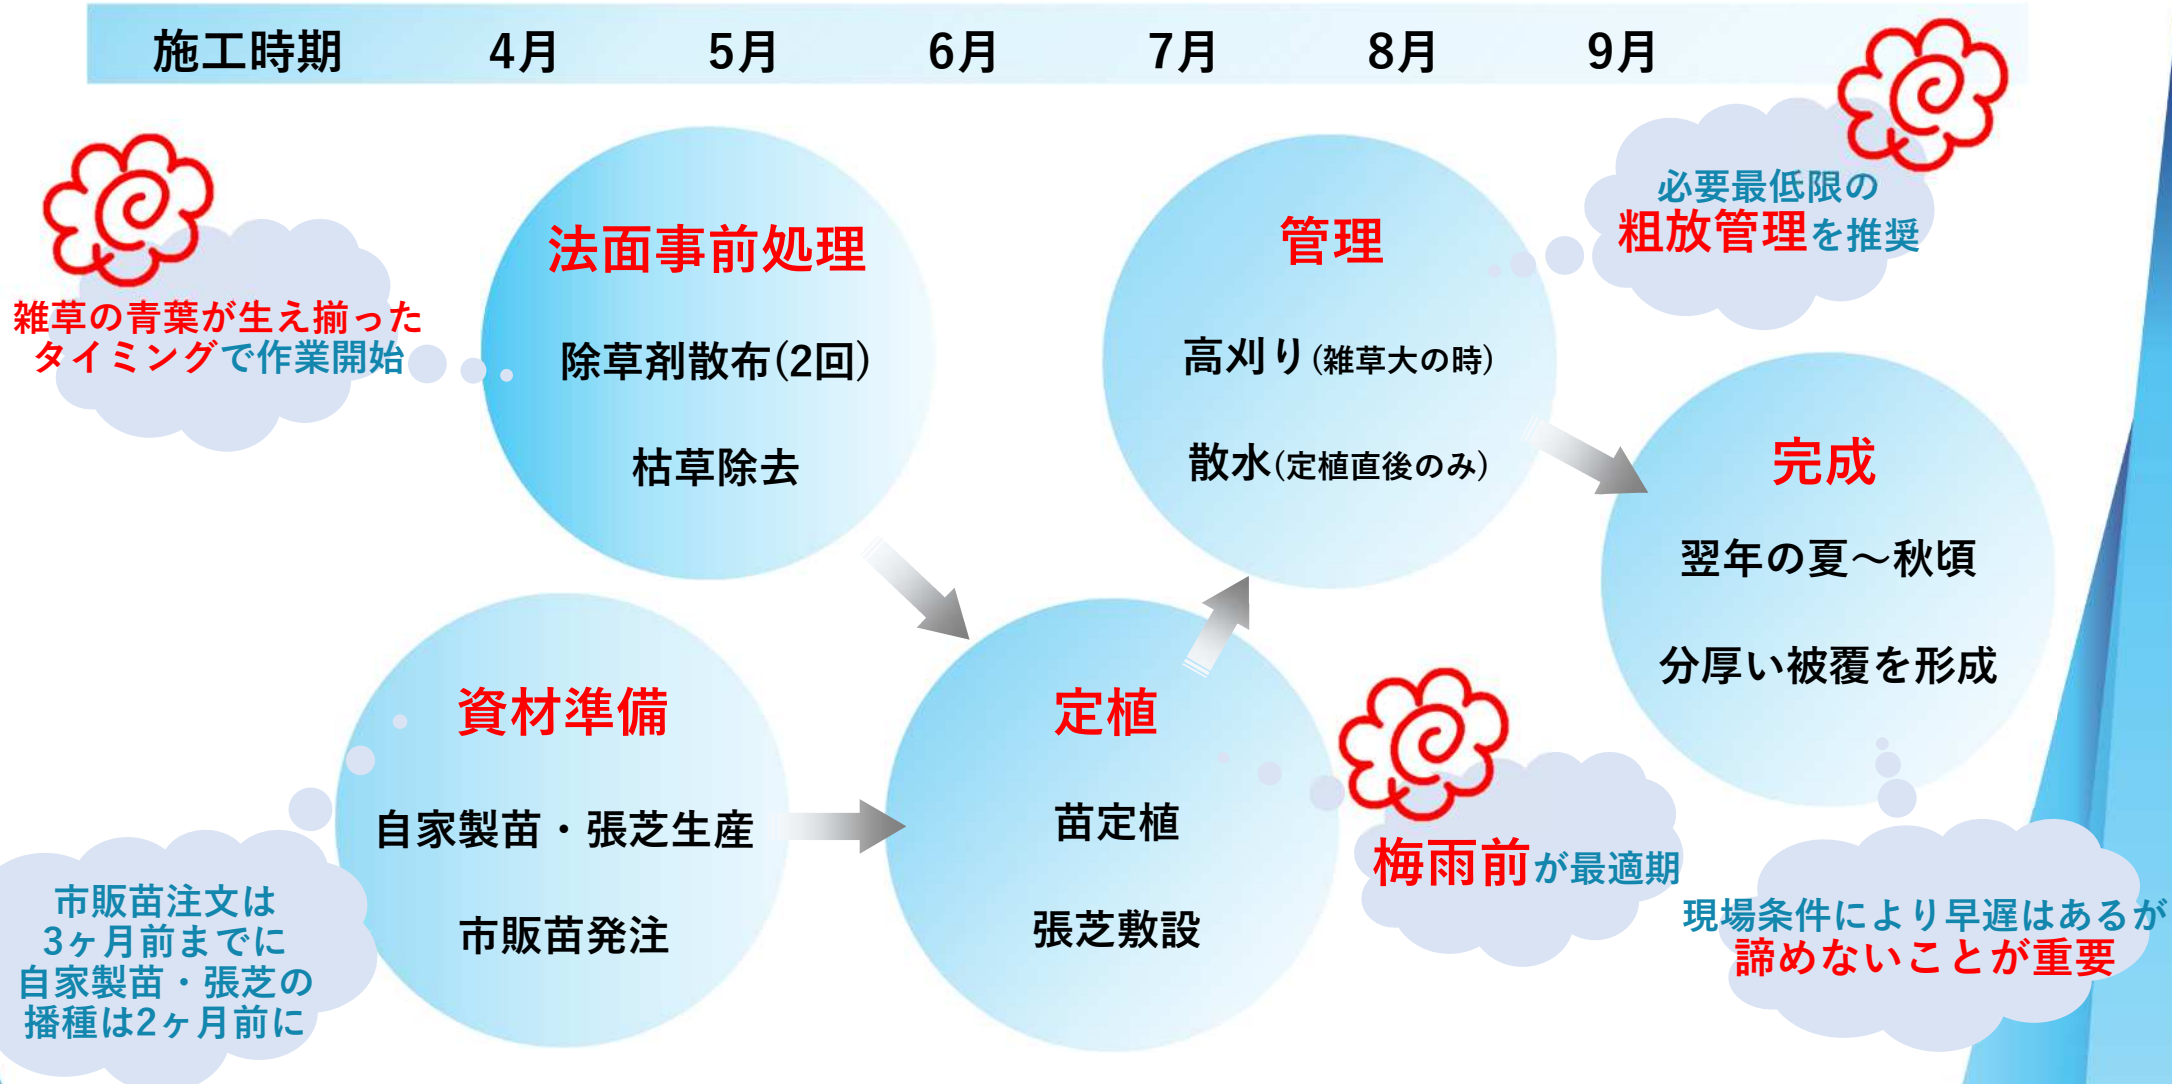 施工時期 4月 5月 6月 7月 8月 9月
雑草の青葉が生え揃った
タイミングで作業開始
法面事前処理
除草剤散布(2回)
枯草除去
資材準備
自家製苗・張芝生産
市販苗発注
市販苗注文は
3ヶ月前までに
自家製苗・張芝の
播種は2ヶ月前に
定植
苗定植
張芝敷設
梅雨前が最適期
管理
高刈り(雑草大の時)
散水(定植直後のみ)
必要最低限の
粗放管理を推奨
完成
翌年の夏～秋頃
分厚い被覆を形成
現場条件により早遅はあるが
諦めないことが重要